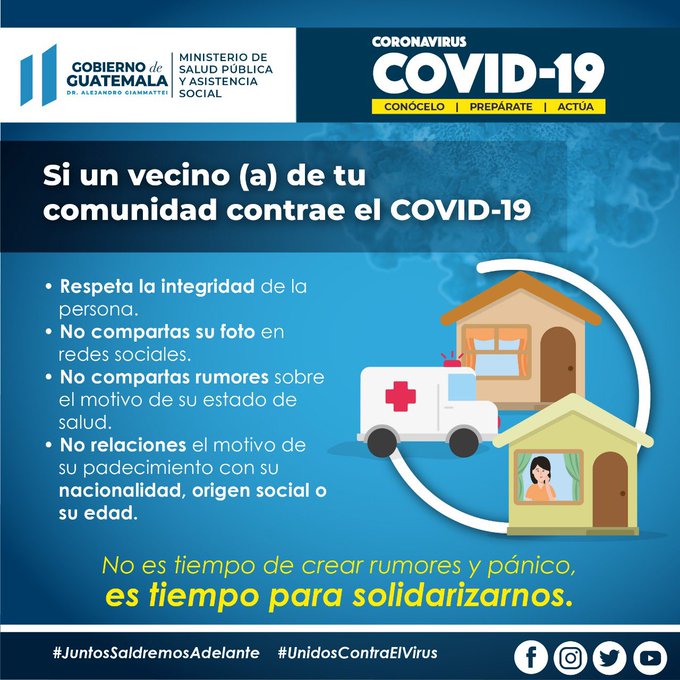 GOBIERNO de
GUATEMALA
DR. ALEJANDRO GIAMMATTEI
MINISTERIO DE
SALUD PÚBLICA
Y ASISTENCIA
SOCIAL
CORONAVIRUS
COVID-19
CONÓCELO | PREPÁRATE | ACTÚA
Si un vecino (a) de tu
comunidad contrae el COVID-19
• Respeta la integridad de la
persona.
• No compartas su foto en
redes sociales.
• No compartas rumores sobre
el motivo de su estado de
salud.
• No relaciones el motivo de
su padecimiento con su
nacionalidad, origen social o
su edad.
No es tiempo de crear rumores y pánico,
es tiempo para solidarizarnos.
#JuntosSaldremosAdelante #UnidosContraElVirus